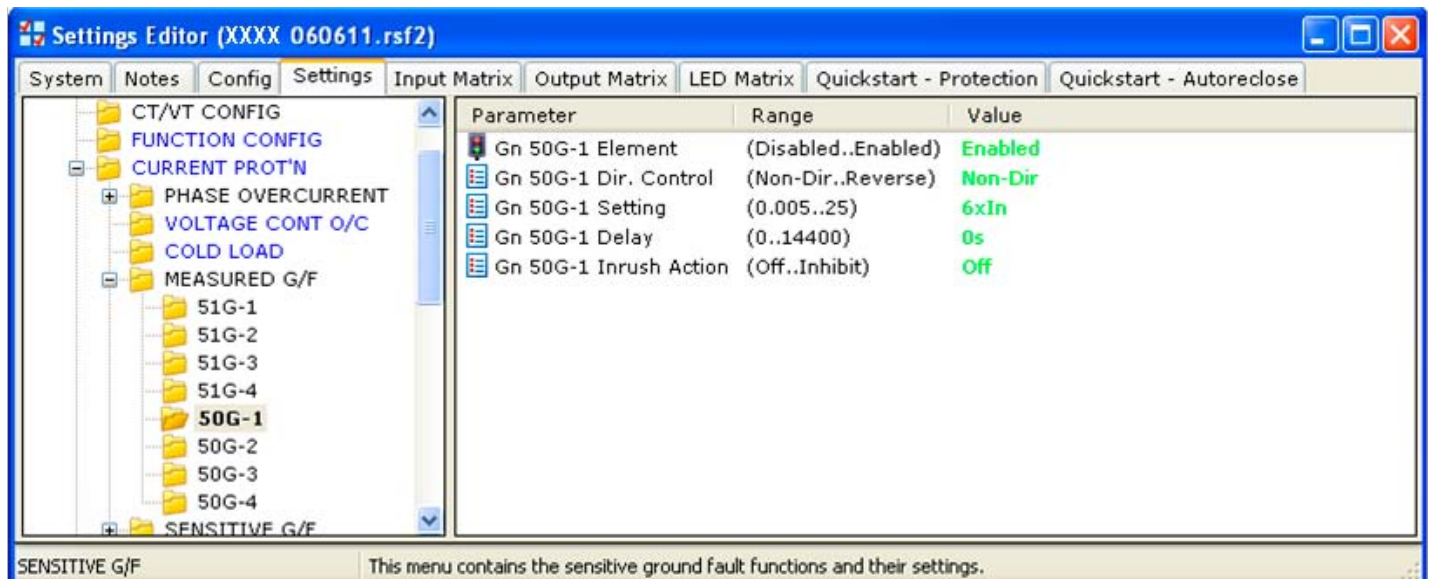 Settings Editor (XXXX 060611.rsf2)
System Notes Config Settings Input Matrix Output Matrix LED Matrix Quickstart - Protection Quickstart - Autoreclose
CT/VT CONFIG
FUNCTION CONFIG
CURRENT PROT'N
PHASE OVERCURRENT
VOLTAGE CONT O/C
COLD LOAD
MEASURED G/F
51G-1
51G-2
51G-3
51G-4
50G-1
50G-2
50G-3
50G-4
SENSITIVE G/F
Parameter Range Value
Gn 50G-1 Element (Disabled..Enabled) Enabled
Gn 50G-1 Dir. Control (Non-Dir..Reverse) Non-Dir
Gn 50G-1 Setting (0.005..25) 6xIn
Gn 50G-1 Delay (0..14400) 0s
Gn 50G-1 Inrush Action (Off..Inhibit) Off
SENSITIVE G/F This menu contains the sensitive ground fault functions and their settings.